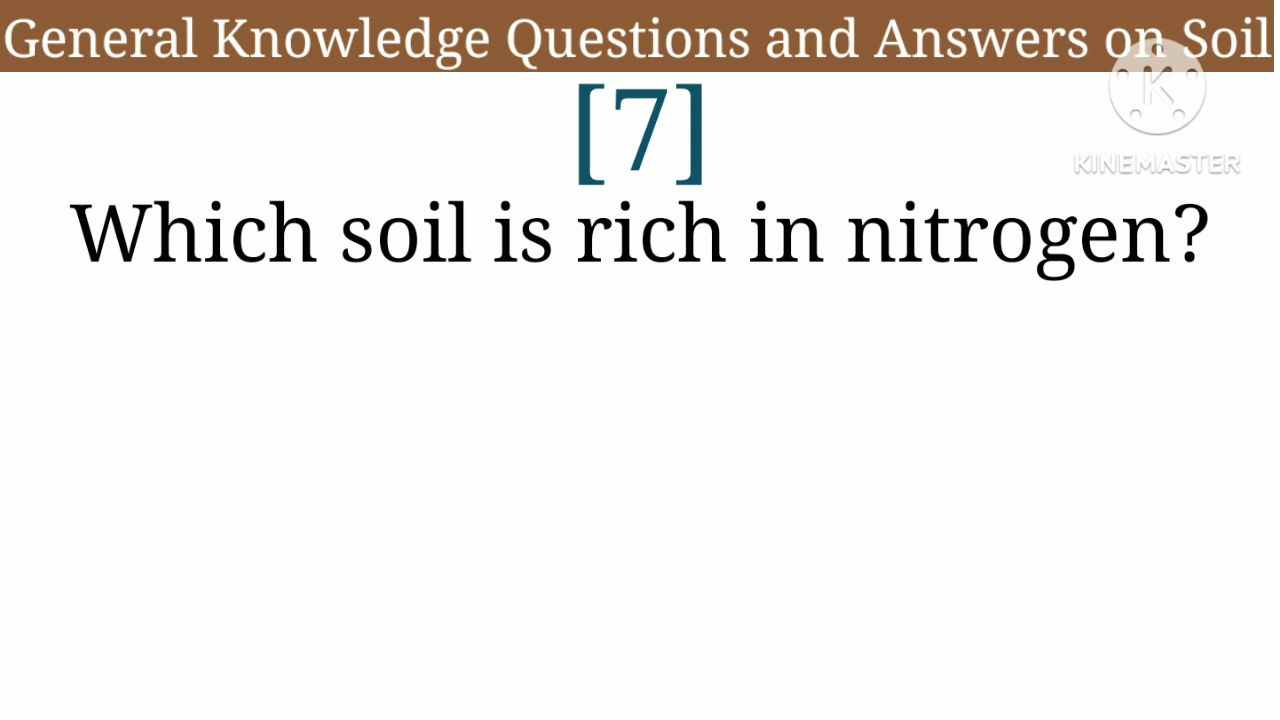 General Knowledge Questions and Answers on Soil
K
KINEMASTER
[7]
Which soil is rich in nitrogen?